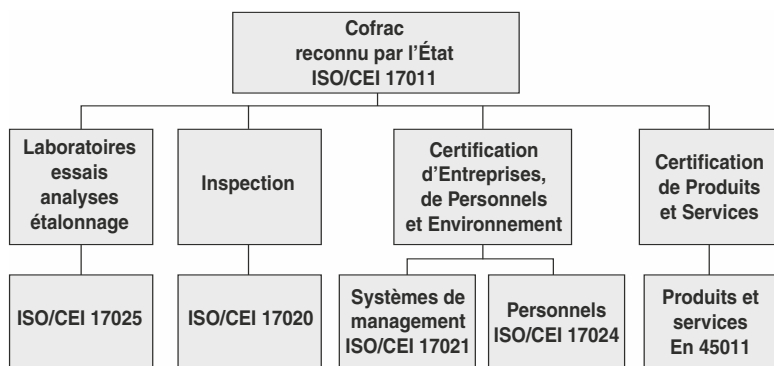 Cofrac
reconnu par l'État
ISO/CEI 17011
Laboratoires
essais
analyses
étalonnage
Inspection
Certification
d'Entreprises,
de Personnels
et Environnement
Certification
de Produits
et Services
ISO/CEI 17025
ISO/CEI 17020
Systèmes de
management
ISO/CEI 17021
Personnels
ISO/CEI 17024
Produits et
services
En 45011